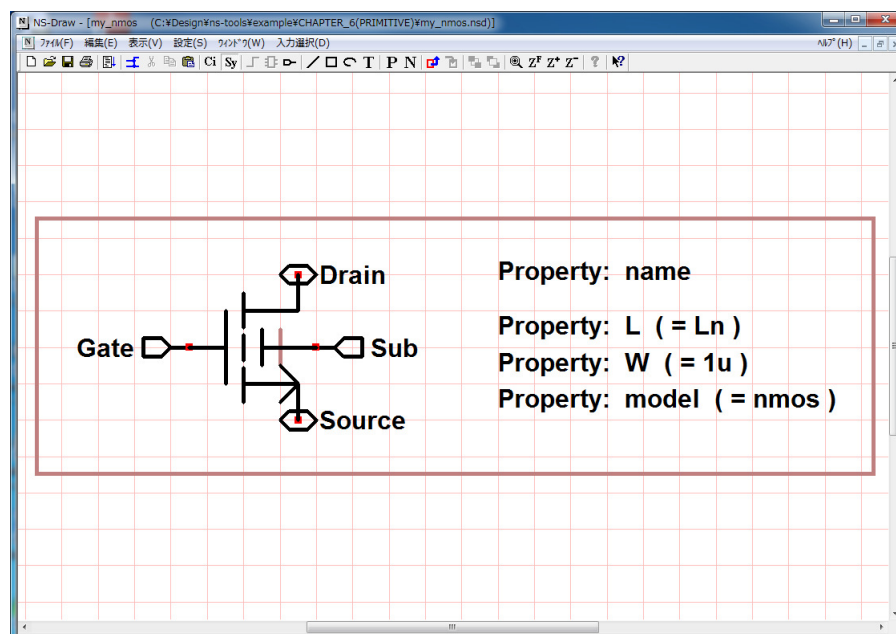 NS-Draw - [my_nmos (C:¥Design¥ns-tools¥example¥CHAPTER_6(PRIMITIVE)¥my_nmos.nsd)]
ﾌｧｲﾙ(F) 編集(E) 表示(V) 設定(S) ｳｨﾝﾄﾞｳ(W) 入力選択(D) ﾍﾙﾌﾟ(H)
Ci Sy T P N Zᶠ Z⁺ Z⁻ ? ?
Drain
Property: name
Property: L ( = Ln )
Gate
Sub
Property: W ( = 1u )
Property: model ( = nmos )
Source